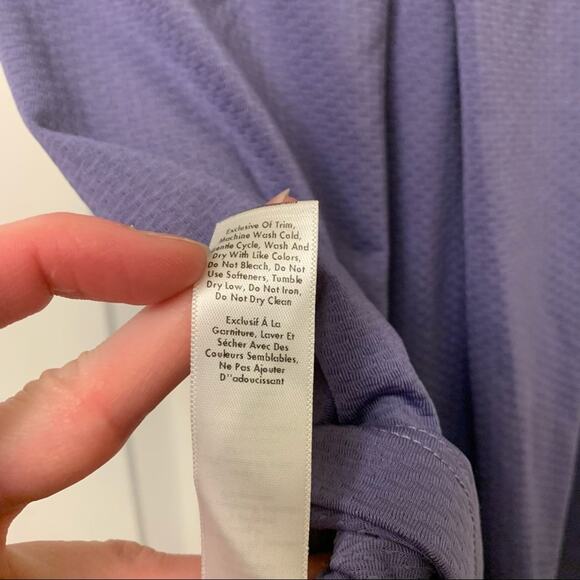 Exclusive Of Trim,
Machine Wash Cold,
Gentle Cycle, Wash And
Dry With Like Colors,
Do Not Bleach, Do Not
Use Softeners, Tumble
Dry Low, Do Not Iron,
Do Not Dry Clean
Exclusif À La
Garniture, Laver Et
Sécher Avec Des
Couleurs Semblables,
Ne Pas Ajouter
D''adoucissant